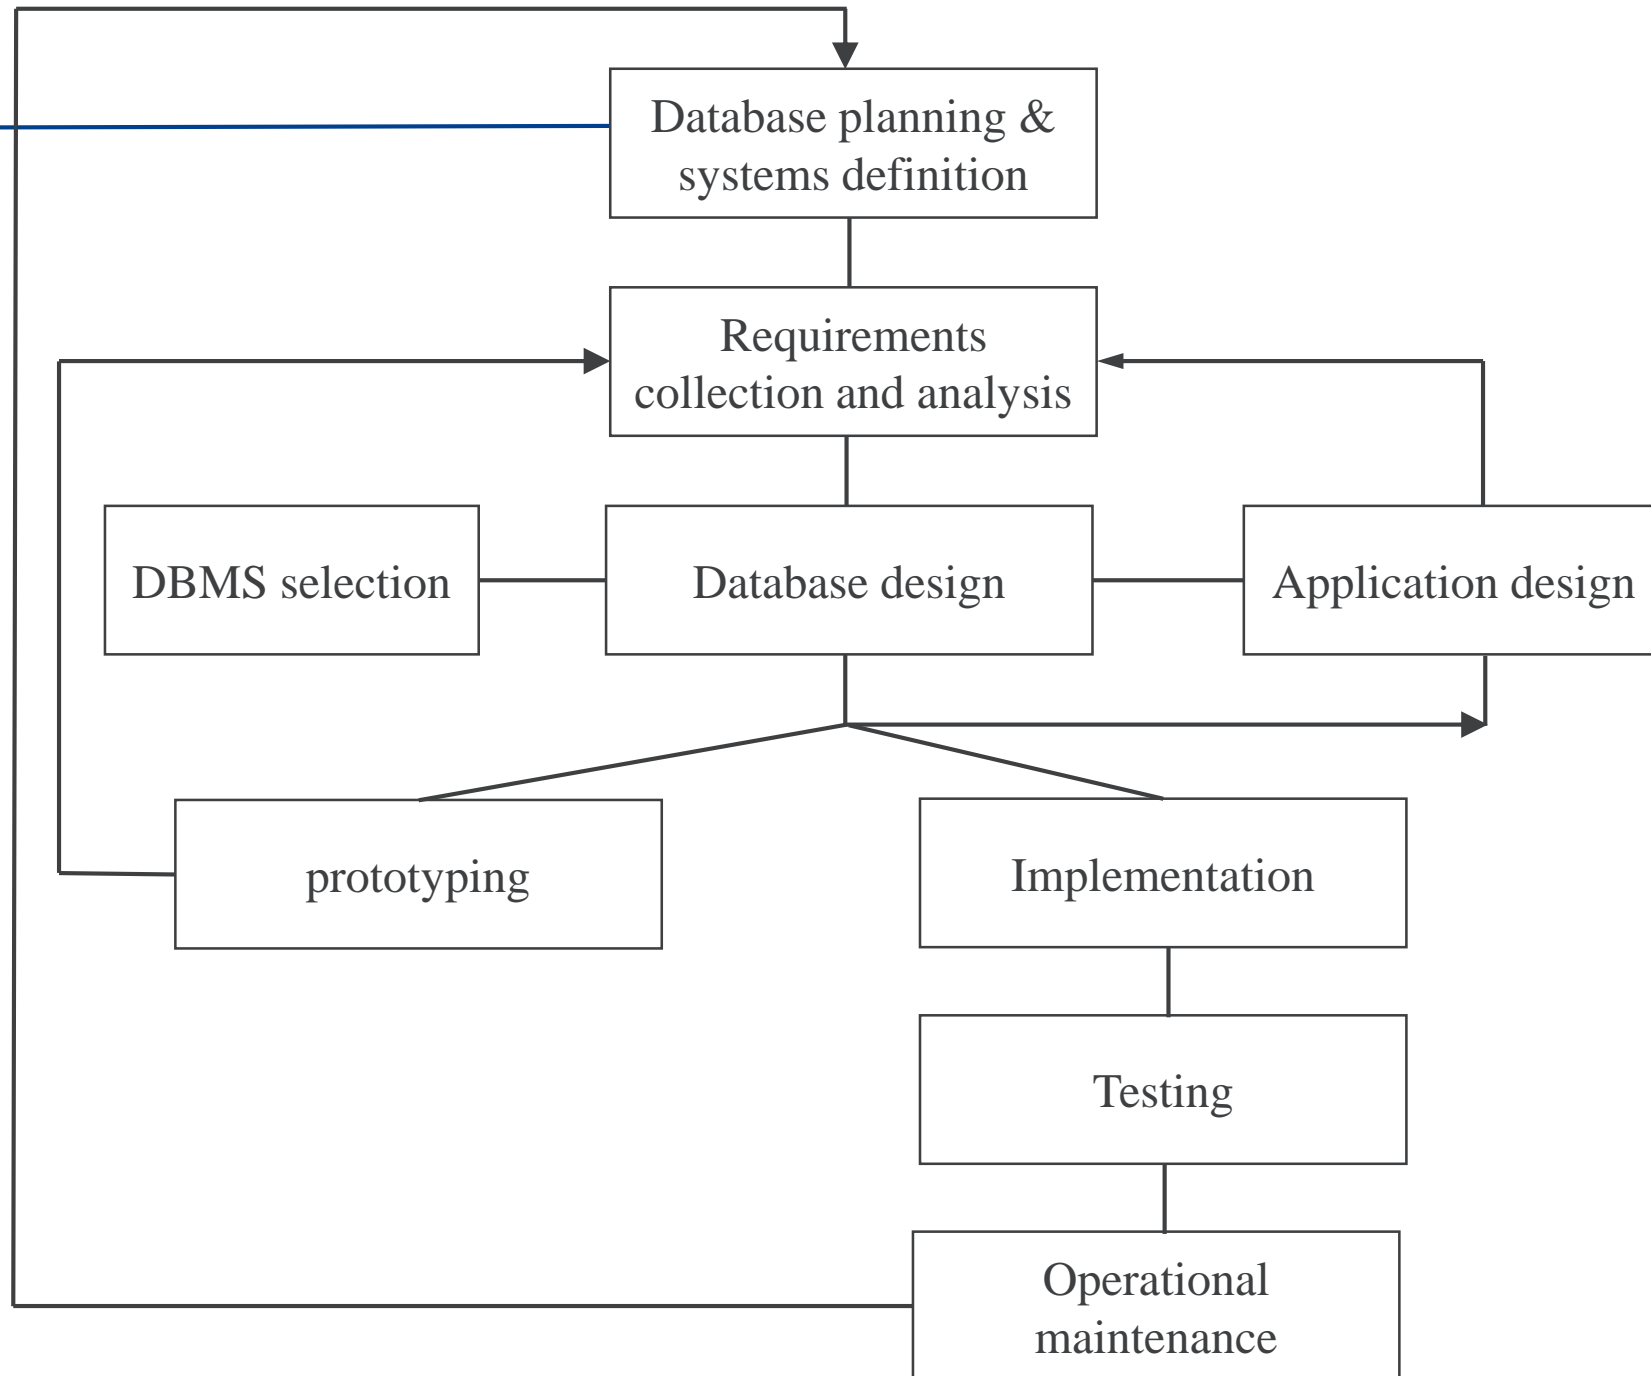 Database planning &
systems definition
Requirements
collection and analysis
DBMS selection
Database design
Application design
prototyping
Implementation
Testing
Operational
maintenance